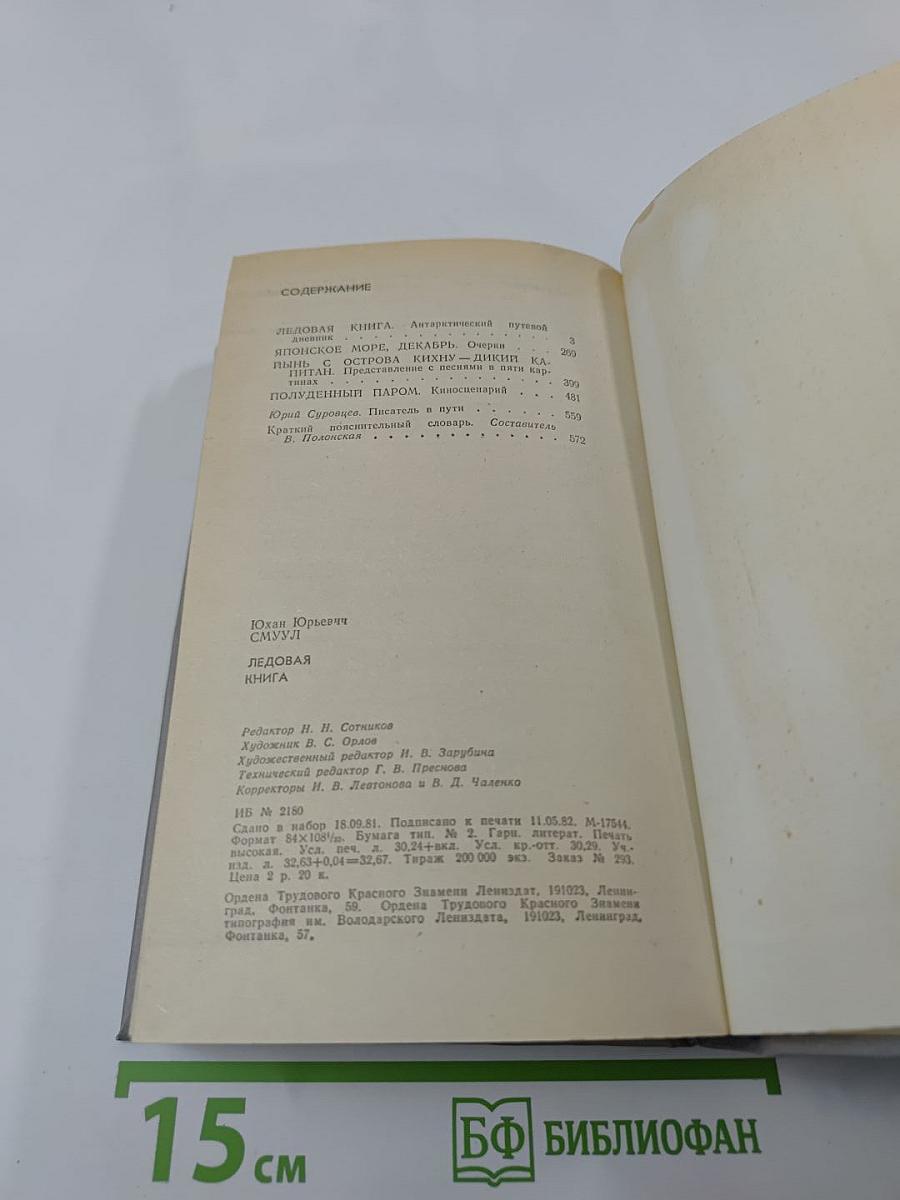 СОДЕРЖАНИЕ
ЛЕДОВАЯ КНИГА. Антарктический путевой
дневник . . . . . . . . . . . . . . 3
ЯПОНСКОЕ МОРЕ, ДЕКАБРЬ. Очерки . . . 269
ЙЫНЬ С ОСТРОВА КИХНУ — ДИКИЙ КА-
ПИТАН. Представление с песнями в пяти кар-
тинах . . . . . . . . . . . . . . . 399
ПОЛУДЕННЫЙ ПАРОМ. Киносценарий . . . 481
Юрий Суровцев. Писатель в пути . . . . . . 559
Краткий пояснительный словарь. Составитель
В. Полонская . . . . . . . . . . . . 572
Юхан Юрьевич
СМУУЛ
ЛЕДОВАЯ
КНИГА
Редактор Н. Н. Сотников
Художник В. С. Орлов
Художественный редактор И. В. Зарубина
Технический редактор Г. В. Преснова
Корректоры И. В. Левтонова и В. Д. Чаленко
ИБ № 2180
Сдано в набор 18.09.81. Подписано к печати 11.05.82. М-17544.
Формат 84×108¹/₃₂. Бумага тип. № 2. Гарн. литерат. Печать
высокая. Усл. печ. л. 30,24+вкл. Усл. кр.-отт. 30,29. Уч.-
изд. л. 32,63+0,04=32,67. Тираж 200 000 экз. Заказ № 293.
Цена 2 р. 20 к.
Ордена Трудового Красного Знамени Лениздат, 191023, Ленин-
град, Фонтанка, 59. Ордена Трудового Красного Знамени
типография им. Володарского Лениздата, 191023, Ленинград,
Фонтанка, 57.
15 см
БФ БИБЛИОФАН